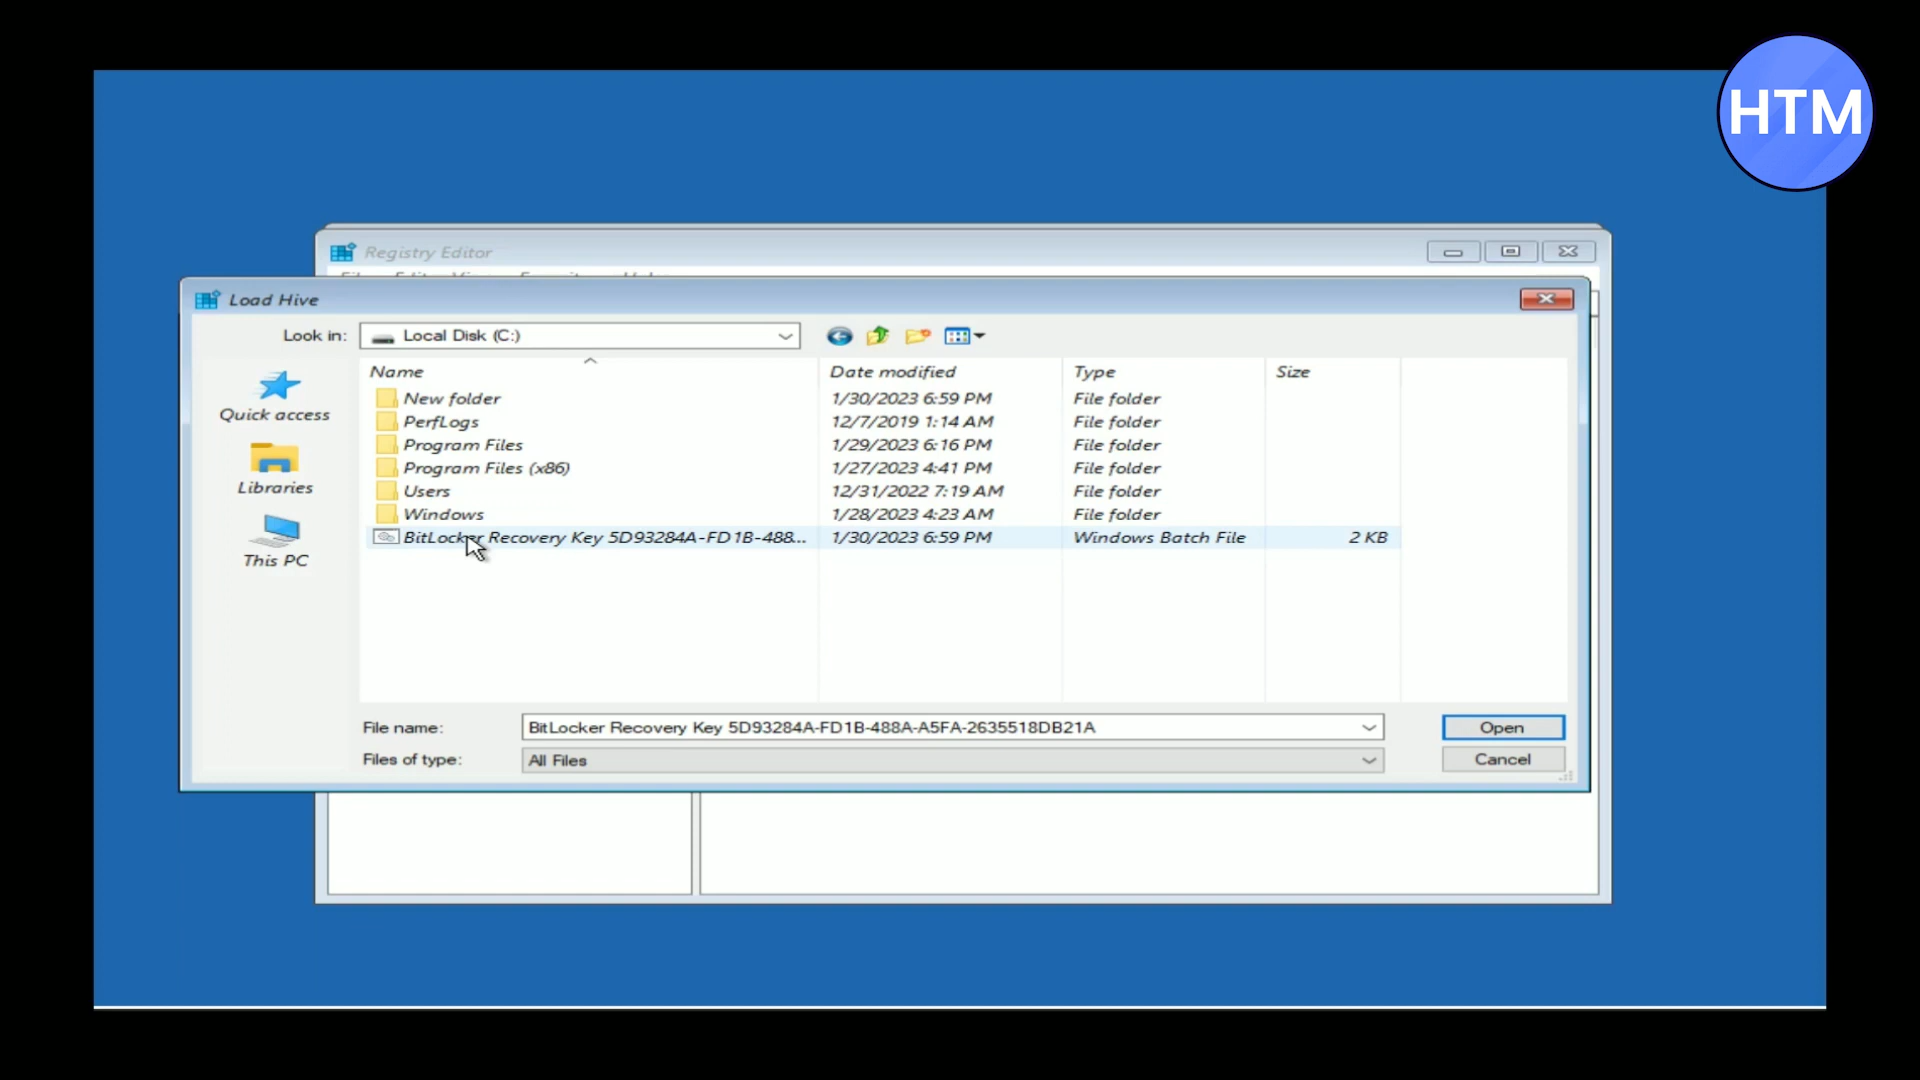 HTM
Registry Editor
Load Hive
Look in: Local Disk (C:)
Name Date modified Type Size
New folder 1/30/2023 6:59 PM File folder
PerfLogs 12/7/2019 1:14 AM File folder
Program Files 1/29/2023 6:16 PM File folder
Program Files (x86) 1/27/2023 4:41 PM File folder
Users 12/31/2022 7:19 AM File folder
Windows 1/28/2023 4:23 AM File folder
BitLocker Recovery Key 5D93284A-FD1B-488... 1/30/2023 6:59 PM Windows Batch File 2 KB
Quick access
Libraries
This PC
File name: BitLocker Recovery Key 5D93284A-FD1B-488A-A5FA-2635518DB21A Open
Files of type: All Files Cancel